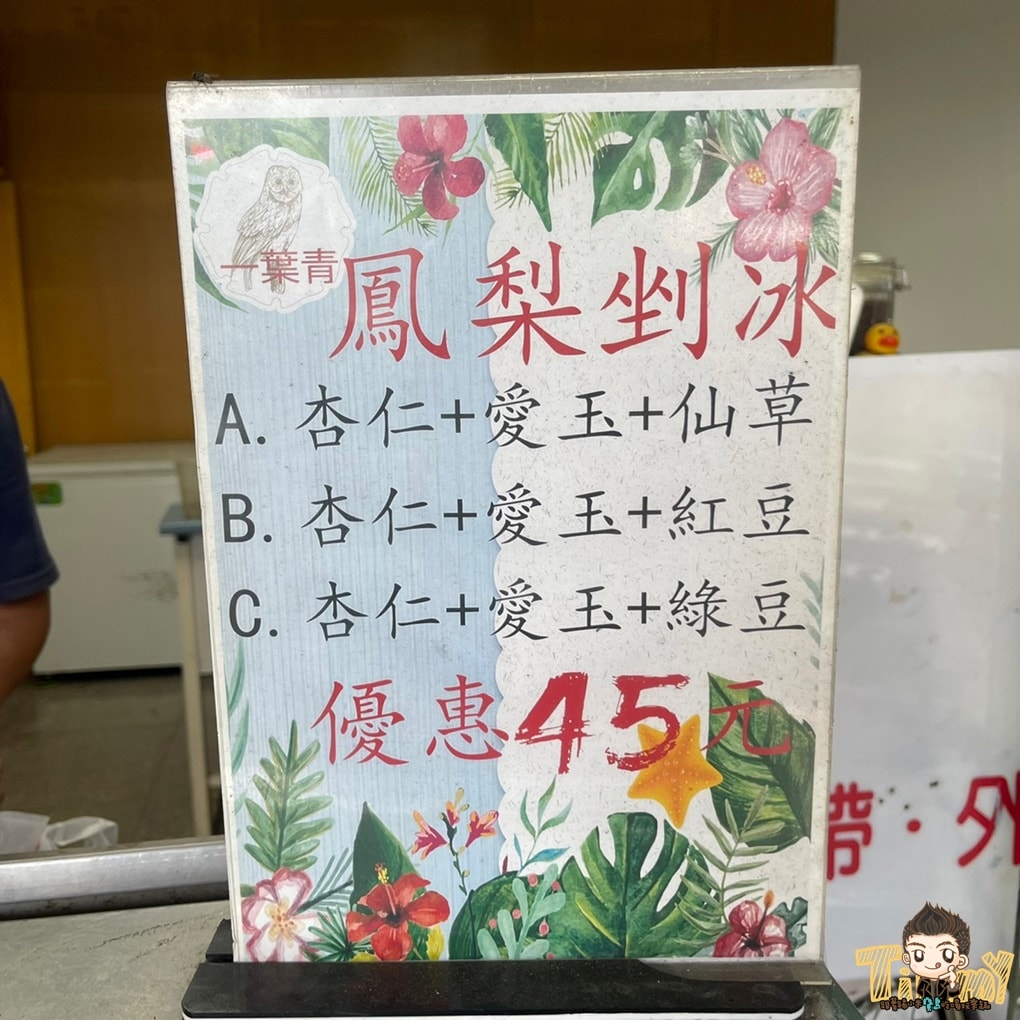 一葉青
鳳梨剉冰
A. 杏仁+愛玉+仙草
B. 杏仁+愛玉+紅豆
C. 杏仁+愛玉+綠豆
優惠45元
帶・外